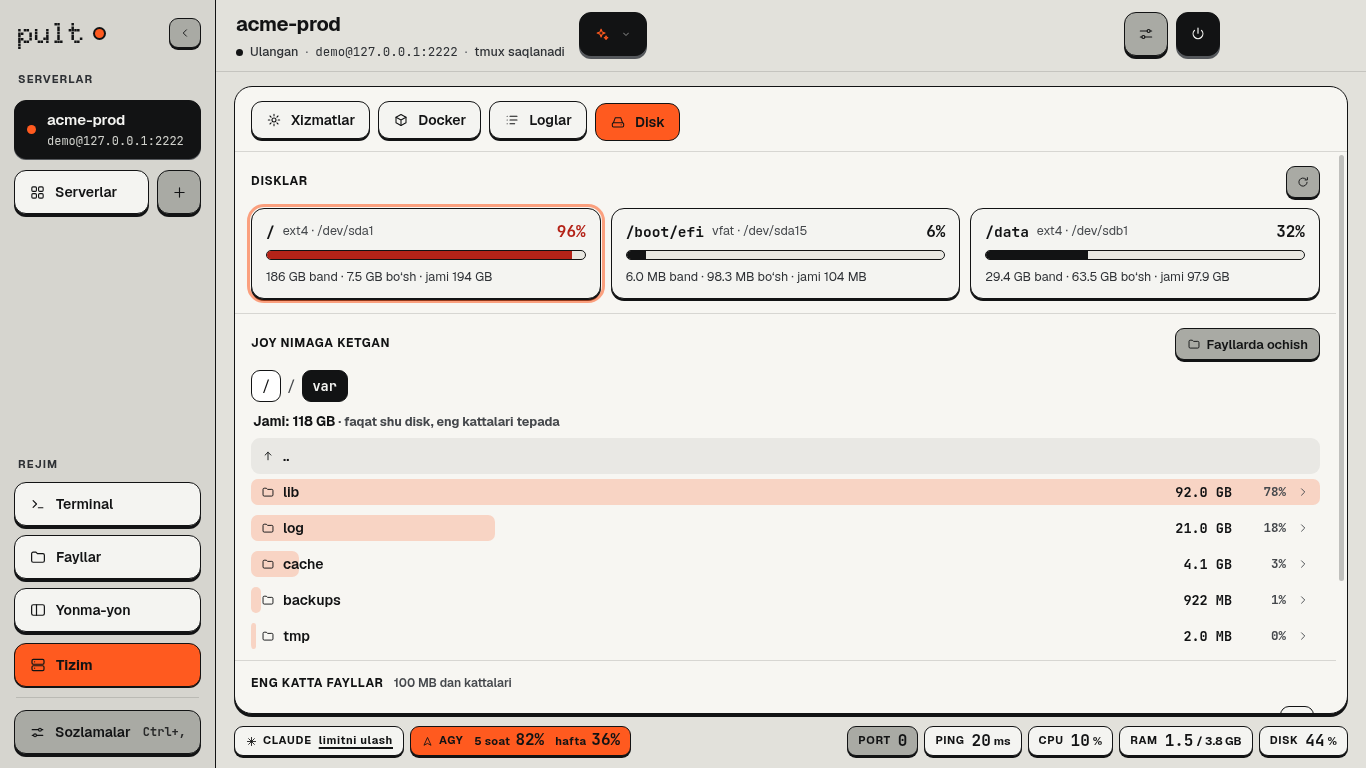 pult
SERVERLAR
acme-prod
demo@127.0.0.1:2222
Serverlar
REJIM
Terminal
Fayllar
Yonma-yon
Tizim
Sozlamalar Ctrl+,
acme-prod
Ulangan · demo@127.0.0.1:2222 · tmux saqlanadi
Xizmatlar Docker Loglar Disk
DISKLAR
/ ext4 · /dev/sda1 96%
186 GB band · 7.5 GB boʻsh · jami 194 GB
/boot/efi vfat · /dev/sda15 6%
6.0 MB band · 98.3 MB boʻsh · jami 104 MB
/data ext4 · /dev/sdb1 32%
29.4 GB band · 63.5 GB boʻsh · jami 97.9 GB
JOY NIMAGA KETGAN Fayllarda ochish
/ / var
Jami: 118 GB · faqat shu disk, eng kattalari tepada
..
lib 92.0 GB 78%
log 21.0 GB 18%
cache 4.1 GB 3%
backups 922 MB 1%
tmp 2.0 MB 0%
ENG KATTA FAYLLAR 100 MB dan kattalari
CLAUDE limitni ulash AGY 5 soat 82% hafta 36% PORT 0 PING 20 ms CPU 10 % RAM 1.5 / 3.8 GB DISK 44 %